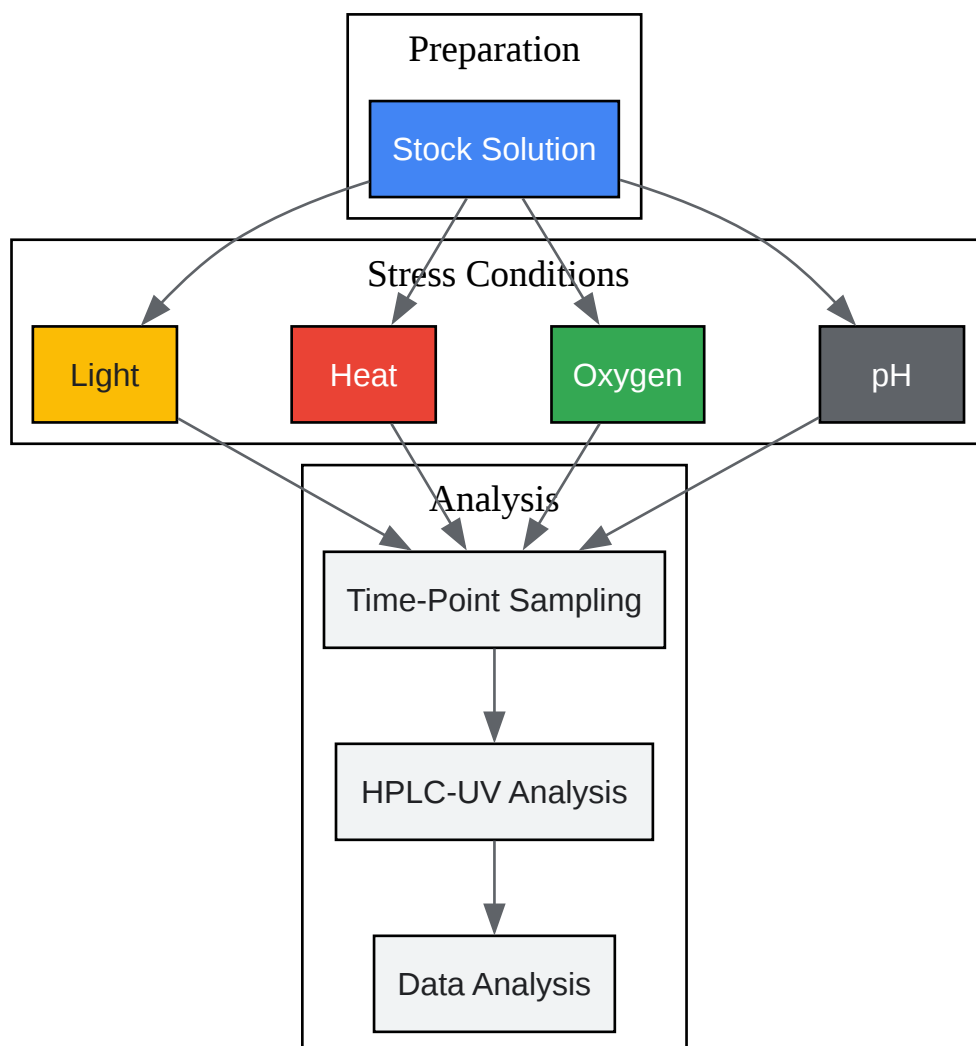 Preparation
Stock Solution
Stress Conditions
Light
Heat
Oxygen
pH
Analysis
Time-Point Sampling
HPLC-UV Analysis
Data Analysis